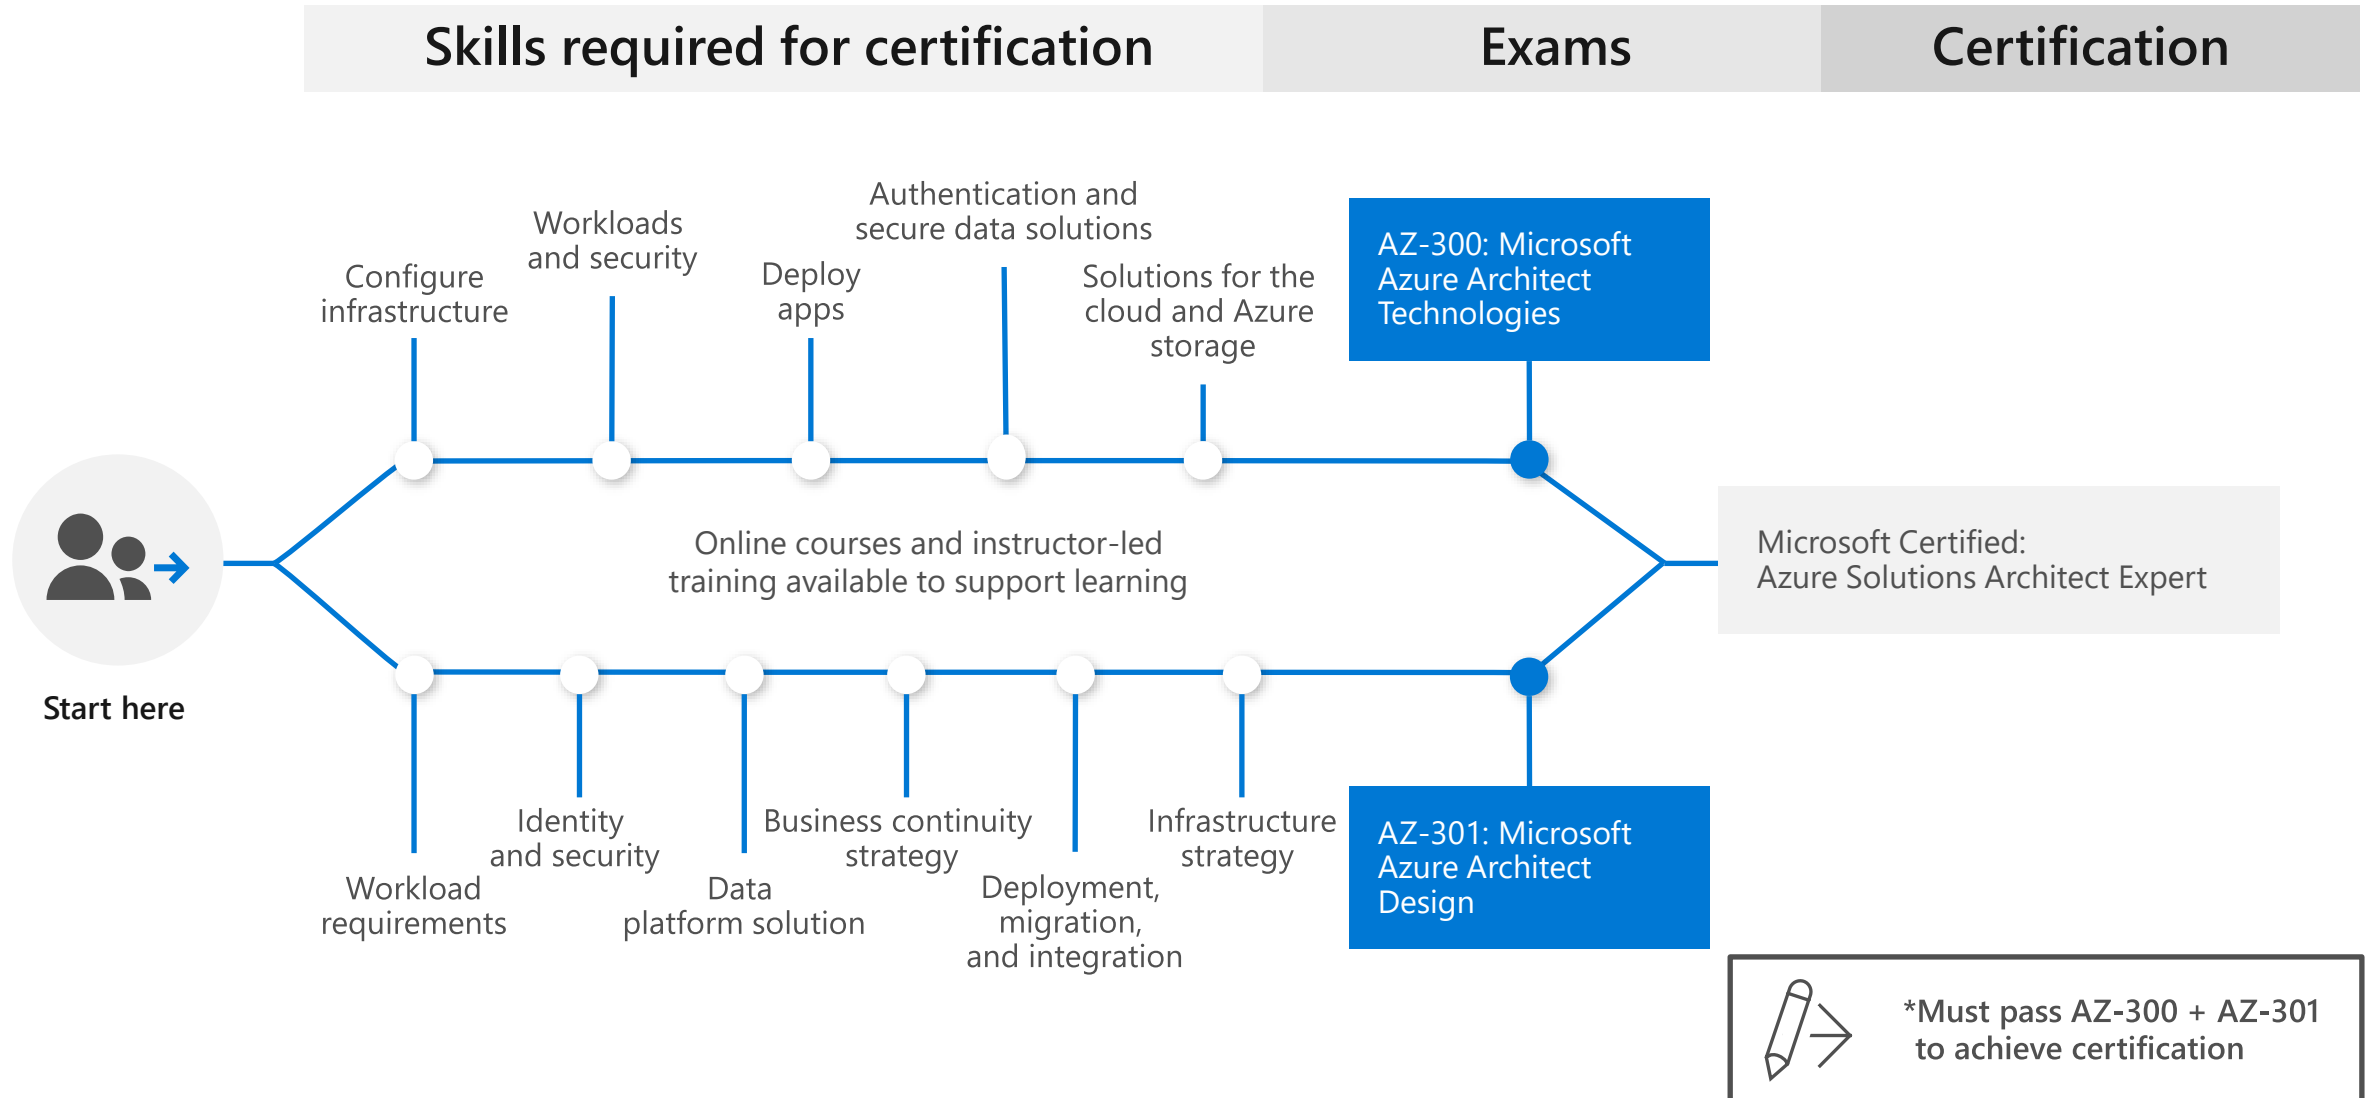 Skills required for certification
Exams
Certification
Configure
infrastructure
Workloads
and security
Deploy
apps
Authentication and
secure data solutions
Solutions for the
cloud and Azure
storage
AZ-300: Microsoft
Azure Architect
Technologies
Start here
Online courses and instructor-led
training available to support learning
Microsoft Certified:
Azure Solutions Architect Expert
Workload
requirements
Identity
and security
Data
platform solution
Business continuity
strategy
Deployment,
migration,
and integration
Infrastructure
strategy
AZ-301: Microsoft
Azure Architect
Design
*Must pass AZ-300 + AZ-301
to achieve certification